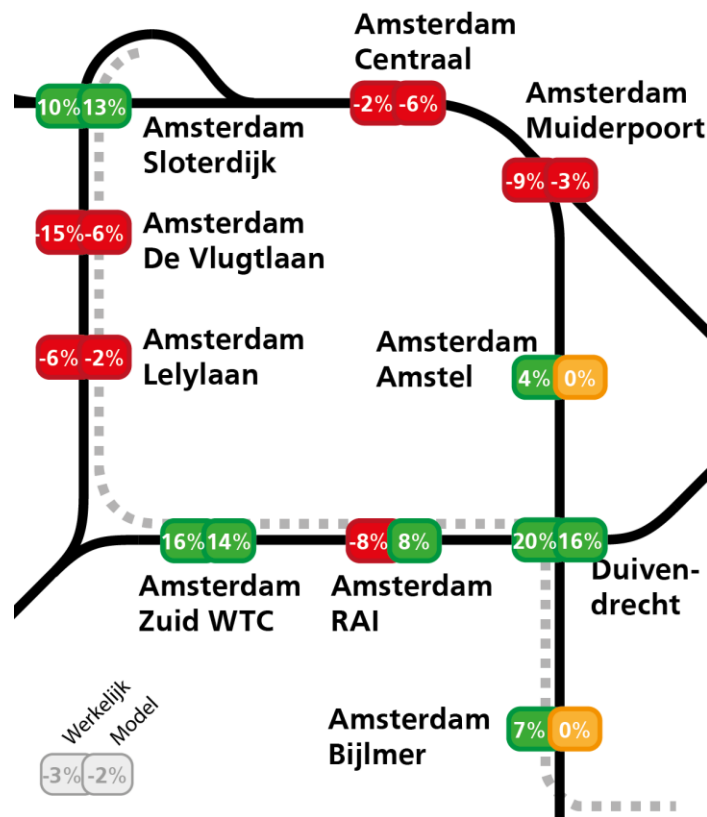 Amsterdam
Centraal
-2% -6%
Amsterdam
Muiderpoort
-9% -3%
10% 13%
Amsterdam
Sloterdijk
-15% -6%
Amsterdam
De Vlugtlaan
-6% -2%
Amsterdam
Lelylaan
Amsterdam
Amstel
4% 0%
16% 14%
Amsterdam
Zuid WTC
-8% 8%
Amsterdam
RAI
20% 16%
Duiven-
drecht
Amsterdam
Bijlmer
7% 0%
Werkelijk
Model
-3% -2%